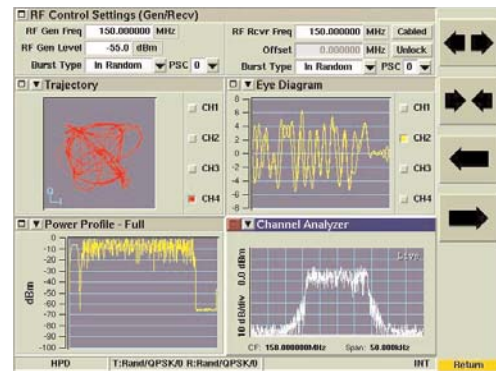 RF Control Settings (Gen/Recv)
RF Gen Freq 150.000000 MHz RF Rcvr Freq 150.000000 MHz Cabled
RF Gen Level -55.0 dBm Offset 0.000000 MHz Unlock
Burst Type In Random PSC 0 Burst Type In Random PSC 0
Trajectory
CH1
CH2
CH3
CH4
Q
I
Eye Diagram
8
6
4
2
0
-2
-4
-6
-8
CH1
CH2
CH3
CH4
Power Profile - Full
dBm
0
-10
-20
-30
-40
-50
-60
-70
-80
-90
-100
Channel Analyzer
Live
10 dB/div 0.0 dBm
CF: 150.000000MHz Span: 50.000kHz
HPD T:Rand/QPSK/0 R:Rand/QPSK/0 INT Return